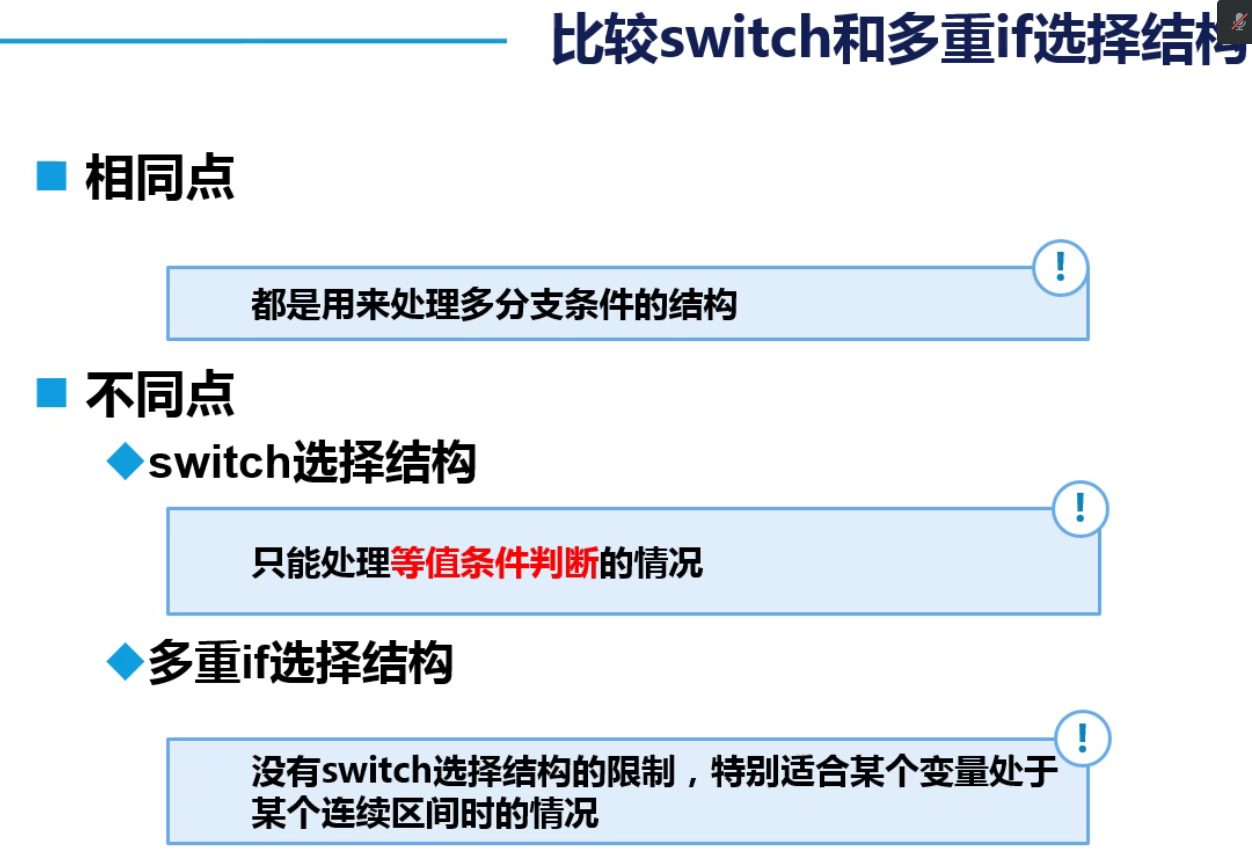 比较switch和多重if选择结构
相同点
!
都是用来处理多分支条件的结构
不同点
switch选择结构
!
只能处理等值条件判断的情况
多重if选择结构
!
没有switch选择结构的限制，特别适合某个变量处于
某个连续区间时的情况